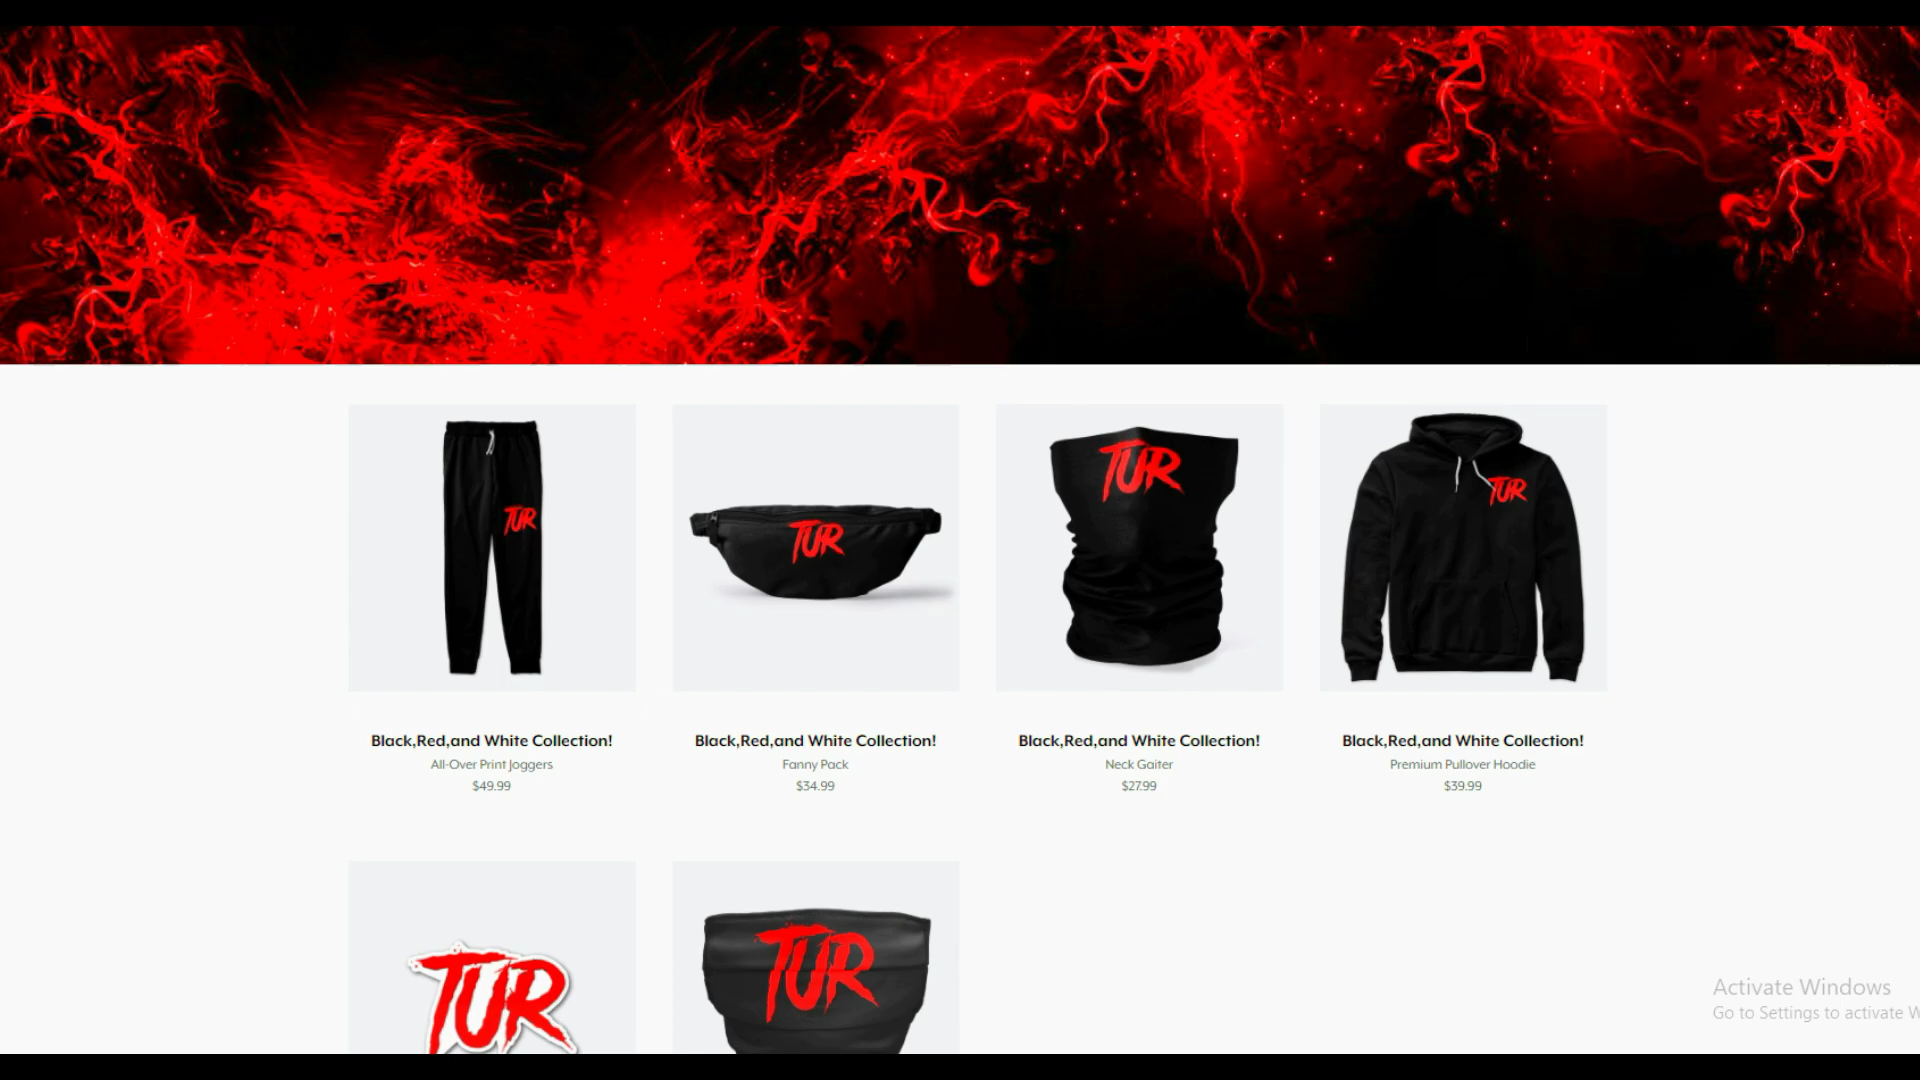 TUR
TUR
TUR
TUR
Black,Red,and White Collection!
All-Over Print Joggers
$49.99
Black,Red,and White Collection!
Fanny Pack
$34.99
Black,Red,and White Collection!
Neck Gaiter
$27.99
Black,Red,and White Collection!
Premium Pullover Hoodie
$39.99
TUR
TUR
Activate Windows
Go to Settings to activate W